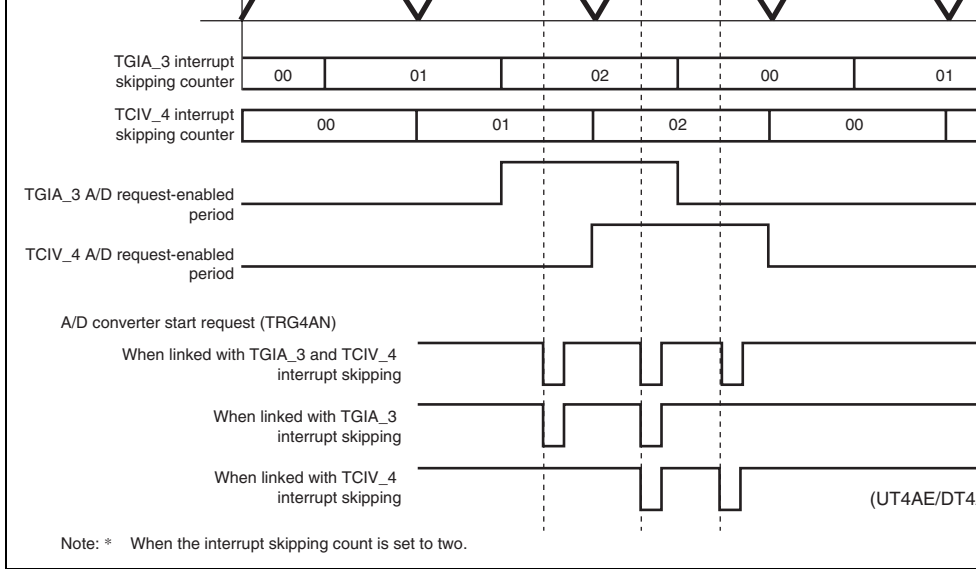 TGIA_3 interrupt
skipping counter
00 01 02 00 01
TCIV_4 interrupt
skipping counter
00 01 02 00
TGIA_3 A/D request-enabled
period
TCIV_4 A/D request-enabled
period
A/D converter start request (TRG4AN)
When linked with TGIA_3 and TCIV_4
interrupt skipping
When linked with TGIA_3
interrupt skipping
When linked with TCIV_4
interrupt skipping
(UT4AE/DT4
Note: * When the interrupt skipping count is set to two.